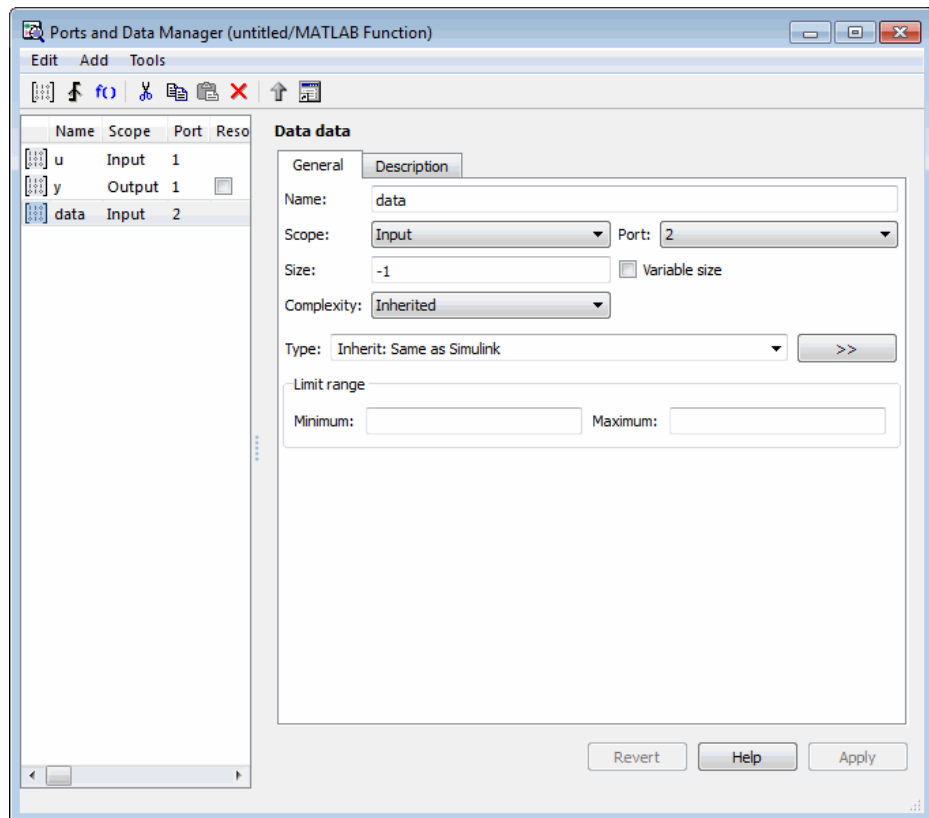 Ports and Data Manager (untitled/MATLAB Function)
Edit Add Tools
f()
Name Scope Port Reso
u Input 1
y Output 1
data Input 2
Data data
General Description
Name: data
Scope: Input Port: 2
Size: -1 Variable size
Complexity: Inherited
Type: Inherit: Same as Simulink >>
Limit range
Minimum: Maximum:
Revert Help Apply